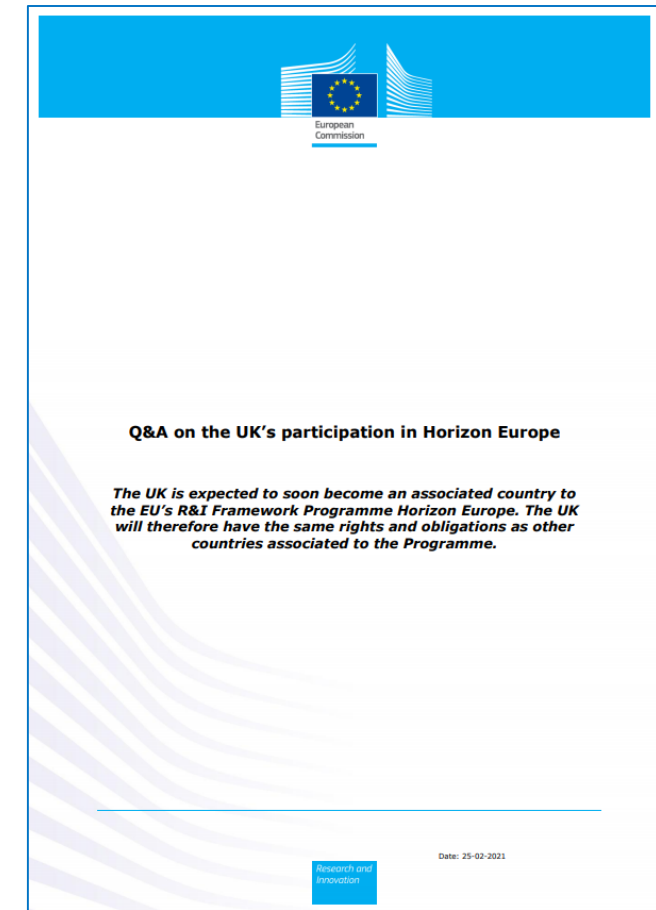 European
Commission
Q&A on the UK’s participation in Horizon Europe
The UK is expected to soon become an associated country to
the EU’s R&I Framework Programme Horizon Europe. The UK
will therefore have the same rights and obligations as other
countries associated to the Programme.
Date: 25-02-2021
Research and
Innovation